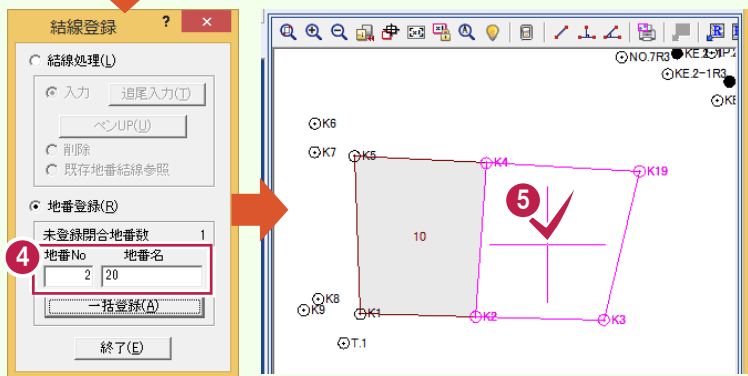 結線登録 ? ×
結線処理(L)
入力 追尾入力(T)
ペンUP(U)
削除
既存地番結線参照
地番登録(R)
未登録閉合地番数 1
4
地番No 地番名
2 20
一括登録(A)
終了(E)
NO.7R3
KE.2-1R3
K6
K7
K5
K4
K19
5
10
K8
K9
K1
K2
K3
T.1